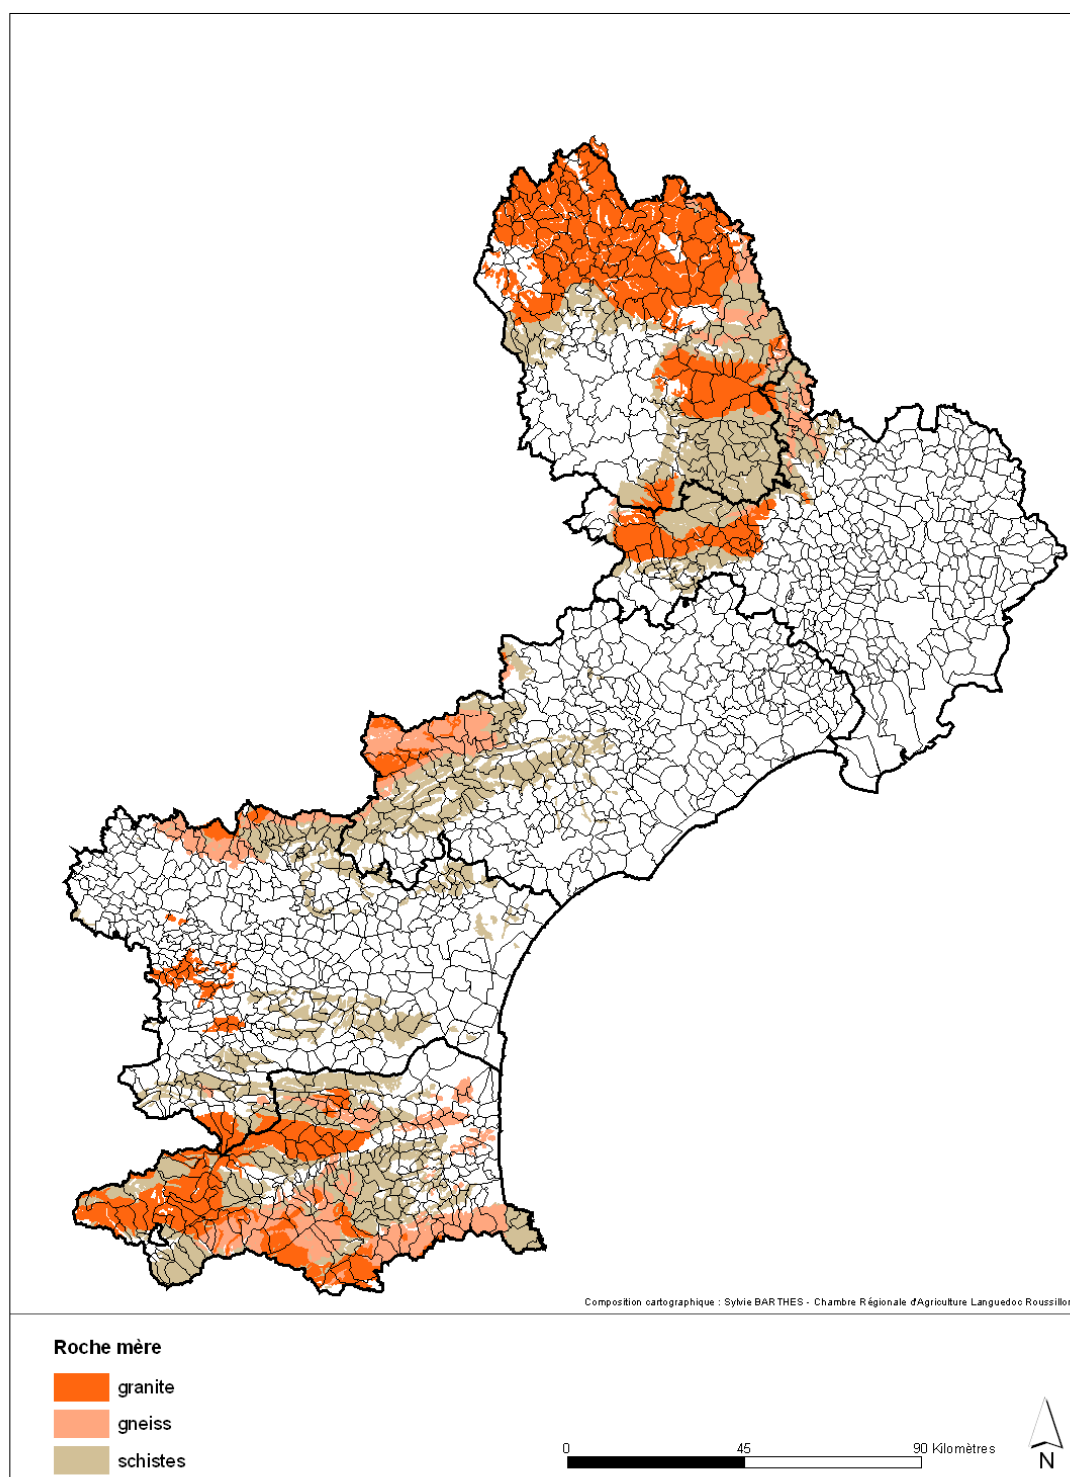 Composition cartographique : Sylvie BARTHES - Chambre Régionale d'Agriculture Languedoc Roussillon
Roche mère
granite
gneiss
schistes
0 45 90 Kilomètres
N